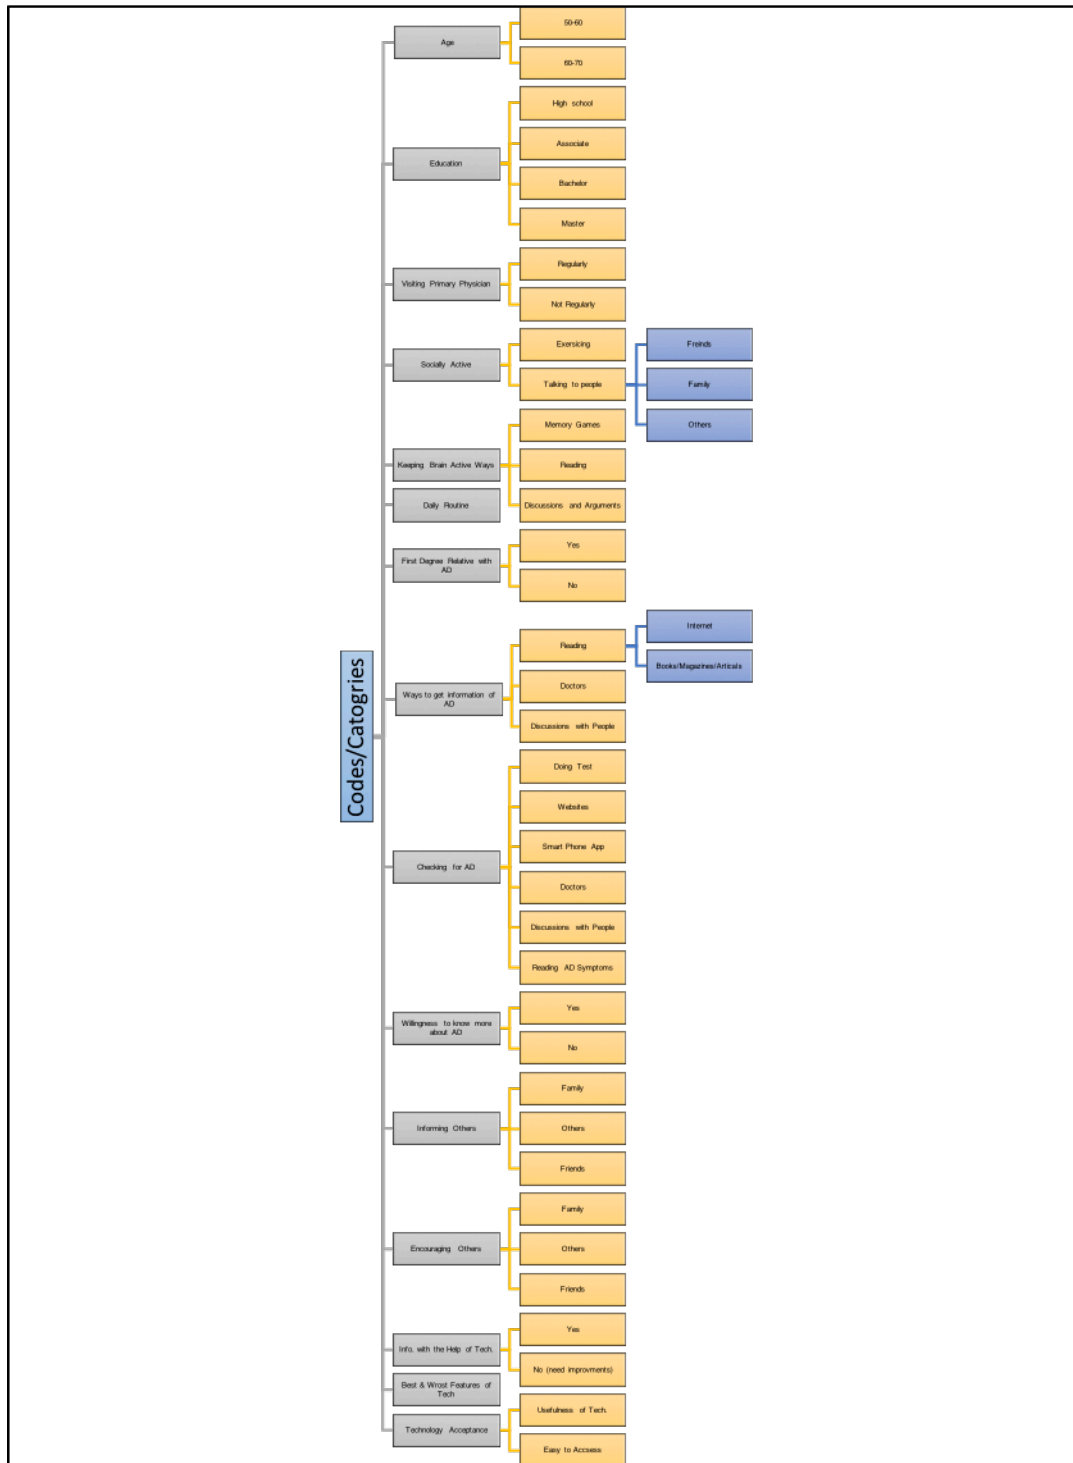 Codes/Catogries
Age
50-60
60-70
Education
High school
Associate
Bachelor
Master
Visiting Primary Physician
Regularly
Not Regularly
Socially Active
Exersicing
Talking to people
Freinds
Family
Others
Keeping Brain Active Ways
Memory Games
Reading
Discussions and Arguments
Daily Routine
First Degree Relative with
AD
Yes
No
Ways to get information of
AD
Reading
Internet
Books/Magazines/Articals
Doctors
Discussions with People
Checking for AD
Doing Test
Websites
Smart Phone App
Doctors
Discussions with People
Reading AD Symptoms
Willingness to know more
about AD
Yes
No
Informing Others
Family
Others
Friends
Encouraging Others
Family
Others
Friends
Info. with the Help of Tech.
Yes
No (need improvments)
Best & Wrost Features of
Tech
Technology Acceptance
Usefulness of Tech.
Easy to Accsess